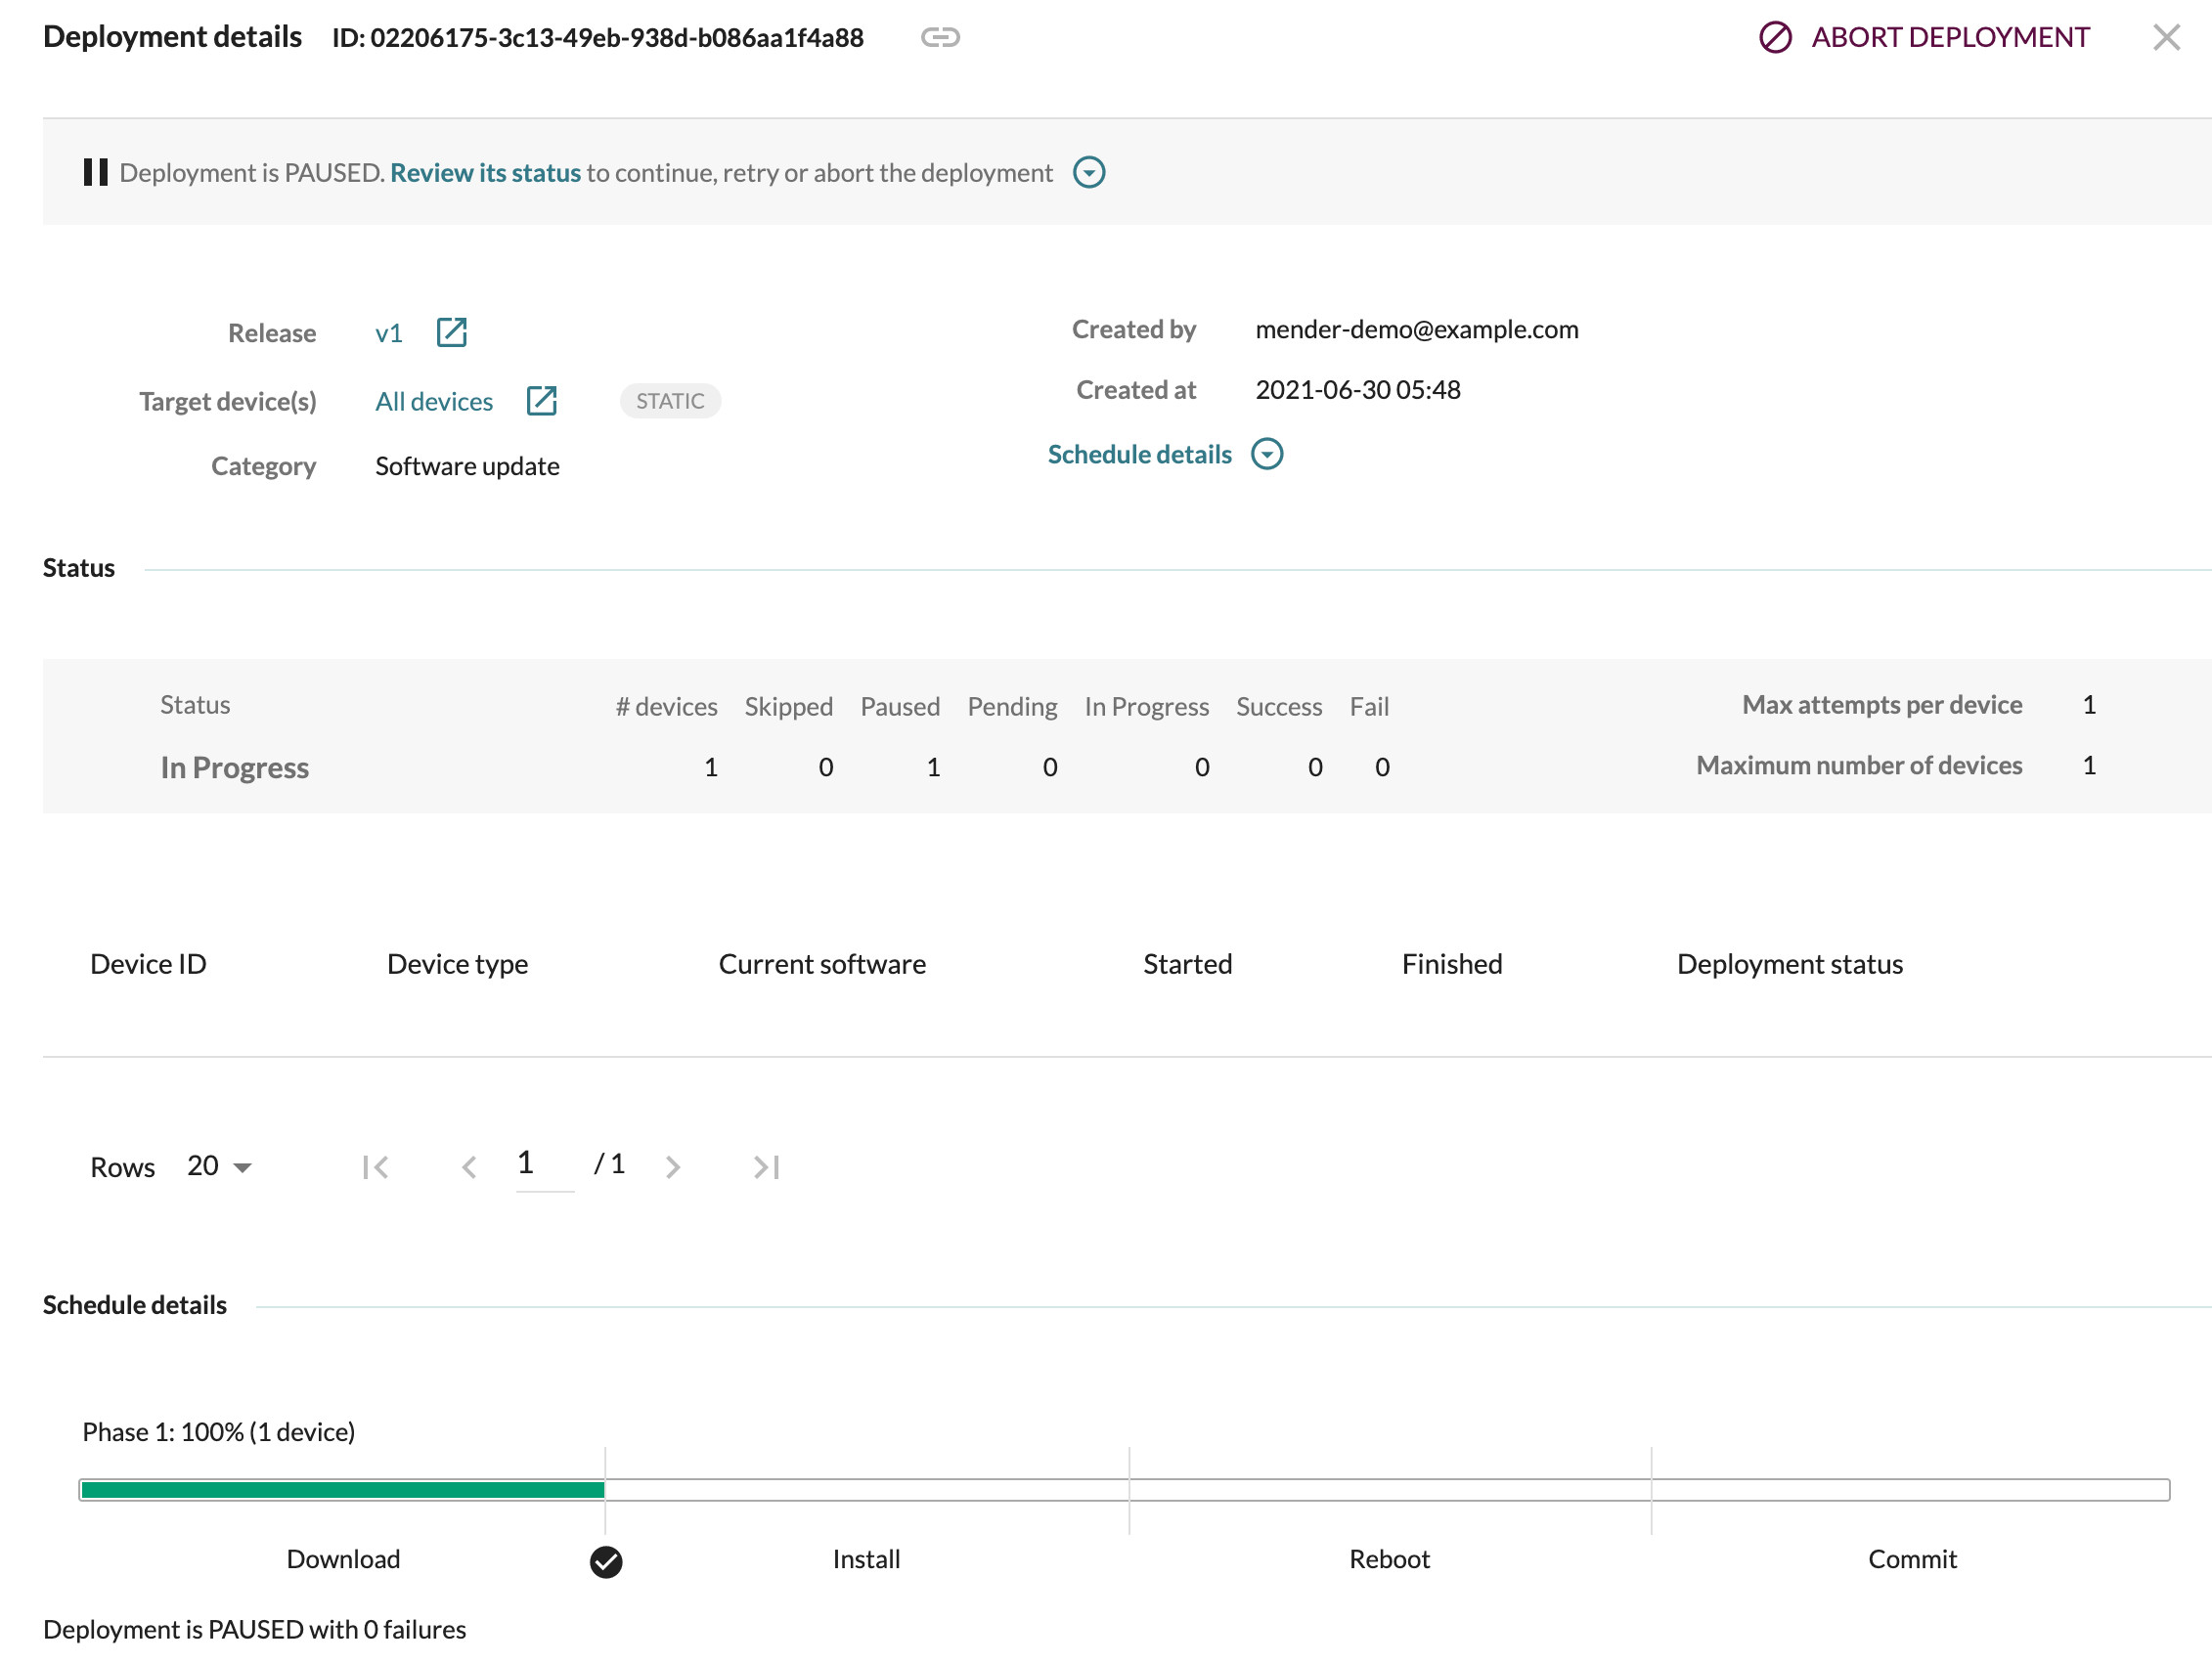 Deployment details ID: 02206175-3c13-49eb-938d-b086aa1f4a88 ABORT DEPLOYMENT
Deployment is PAUSED. Review its status to continue, retry or abort the deployment
Release v1
Target device(s) All devices STATIC
Category Software update
Created by mender-demo@example.com
Created at 2021-06-30 05:48
Schedule details
Status
Status # devices Skipped Paused Pending In Progress Success Fail
In Progress 1 0 1 0 0 0 0
Max attempts per device 1
Maximum number of devices 1
Device ID Device type Current software Started Finished Deployment status
Rows 20 1 / 1
Schedule details
Phase 1: 100% (1 device)
Download Install Reboot Commit
Deployment is PAUSED with 0 failures